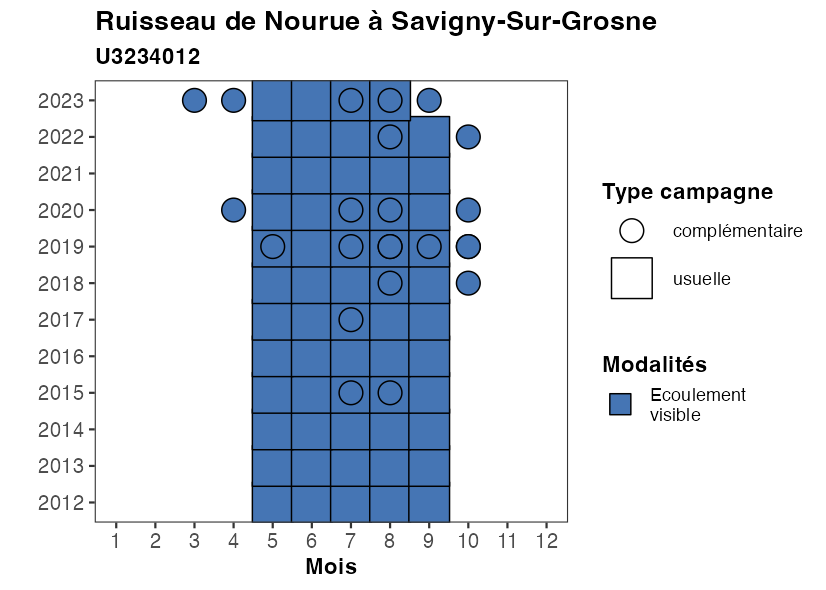 Ruisseau de Nourue à Savigny-Sur-Grosne
U3234012
2023
2022
2021
2020
2019
2018
2017
2016
2015
2014
2013
2012
1 2 3 4 5 6 7 8 9 10 11 12
Mois
Type campagne
complémentaire
usuelle
Modalités
Ecoulement
visible